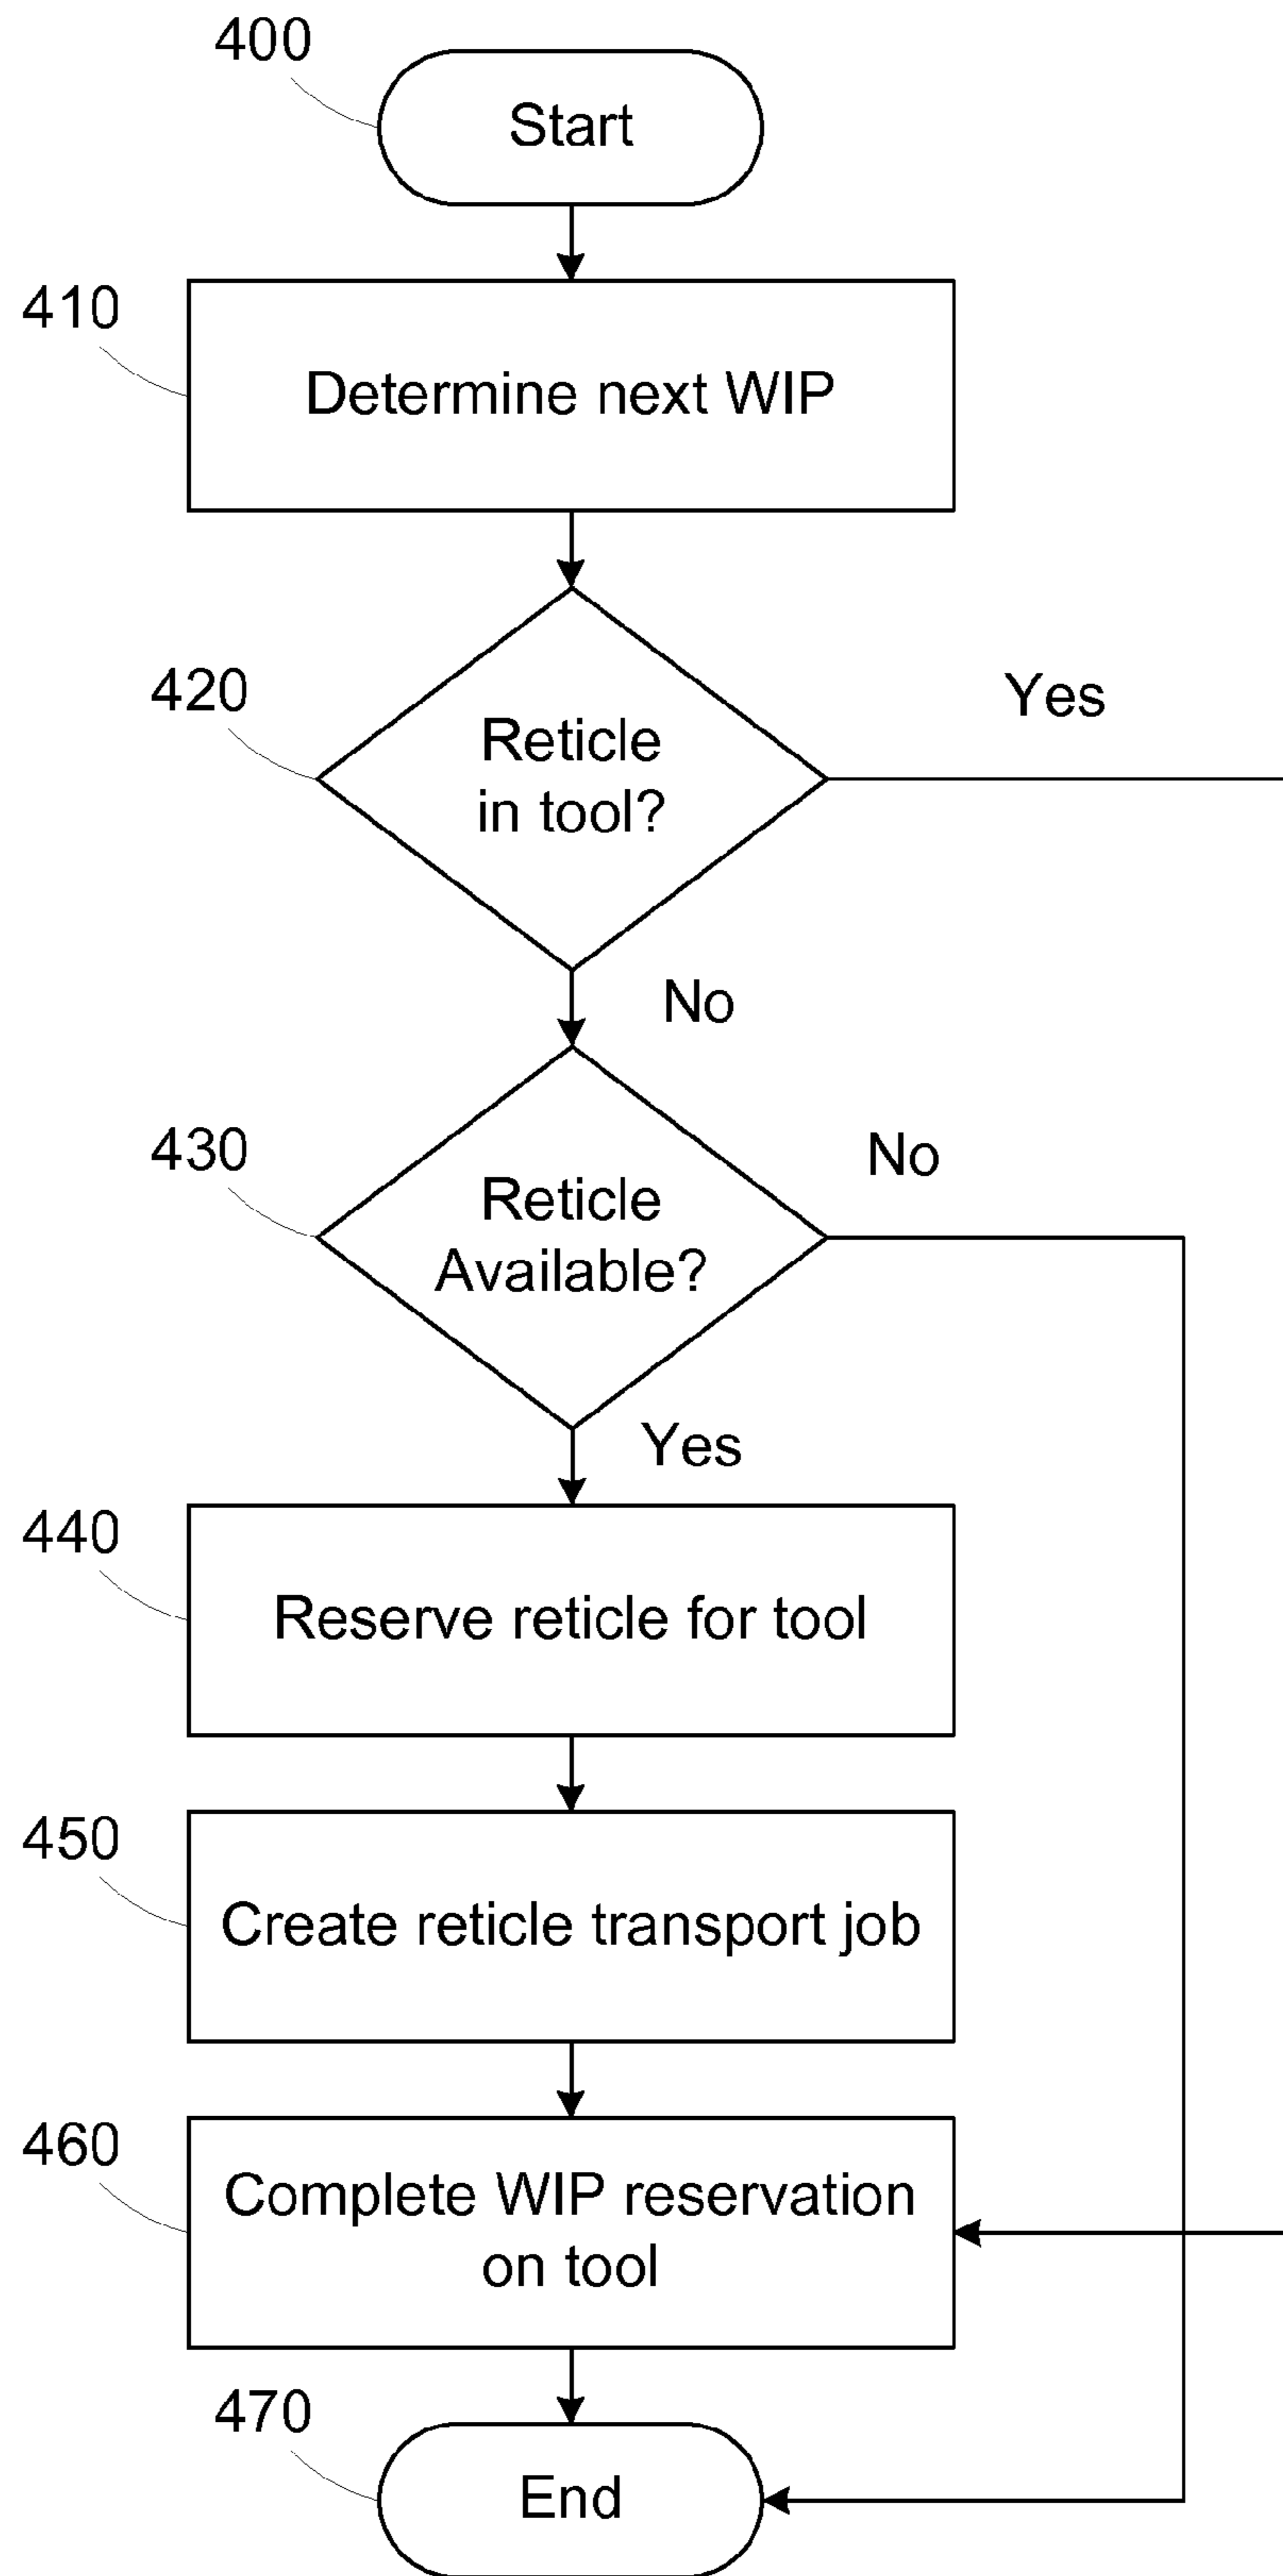 400
Start
410
Determine next WIP
420
Reticle
in tool?
Yes
No
430
Reticle
Available?
No
Yes
440
Reserve reticle for tool
450
Create reticle transport job
460
Complete WIP reservation
on tool
470
End